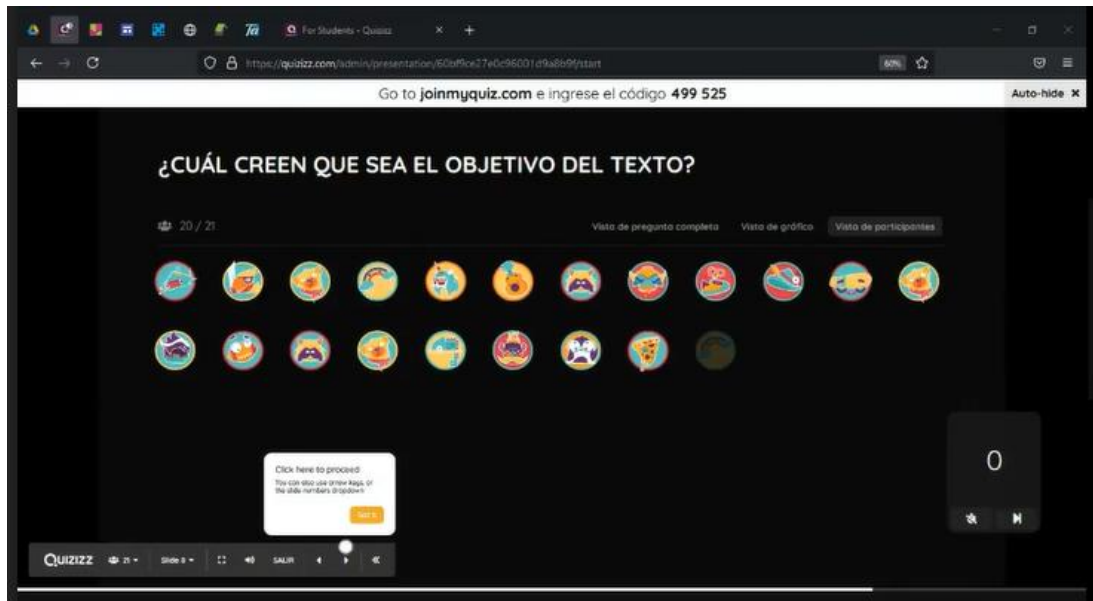 For Students - Quizizz
https://quizizz.com/admin/presentation/60bff9ce27e0c96001d9a8b9f/start
60%
Go to joinmyquiz.com e ingrese el código 499 525
Auto-hide
¿CUÁL CREEN QUE SEA EL OBJETIVO DEL TEXTO?
20 / 21
Vista de pregunta completa
Vista de gráfico
Vista de participantes
Click here to proceed
You can also use arrow keys, or
the slide numbers dropdown
Got it
0
QUIZIZZ
21
Slide 8
SALIR